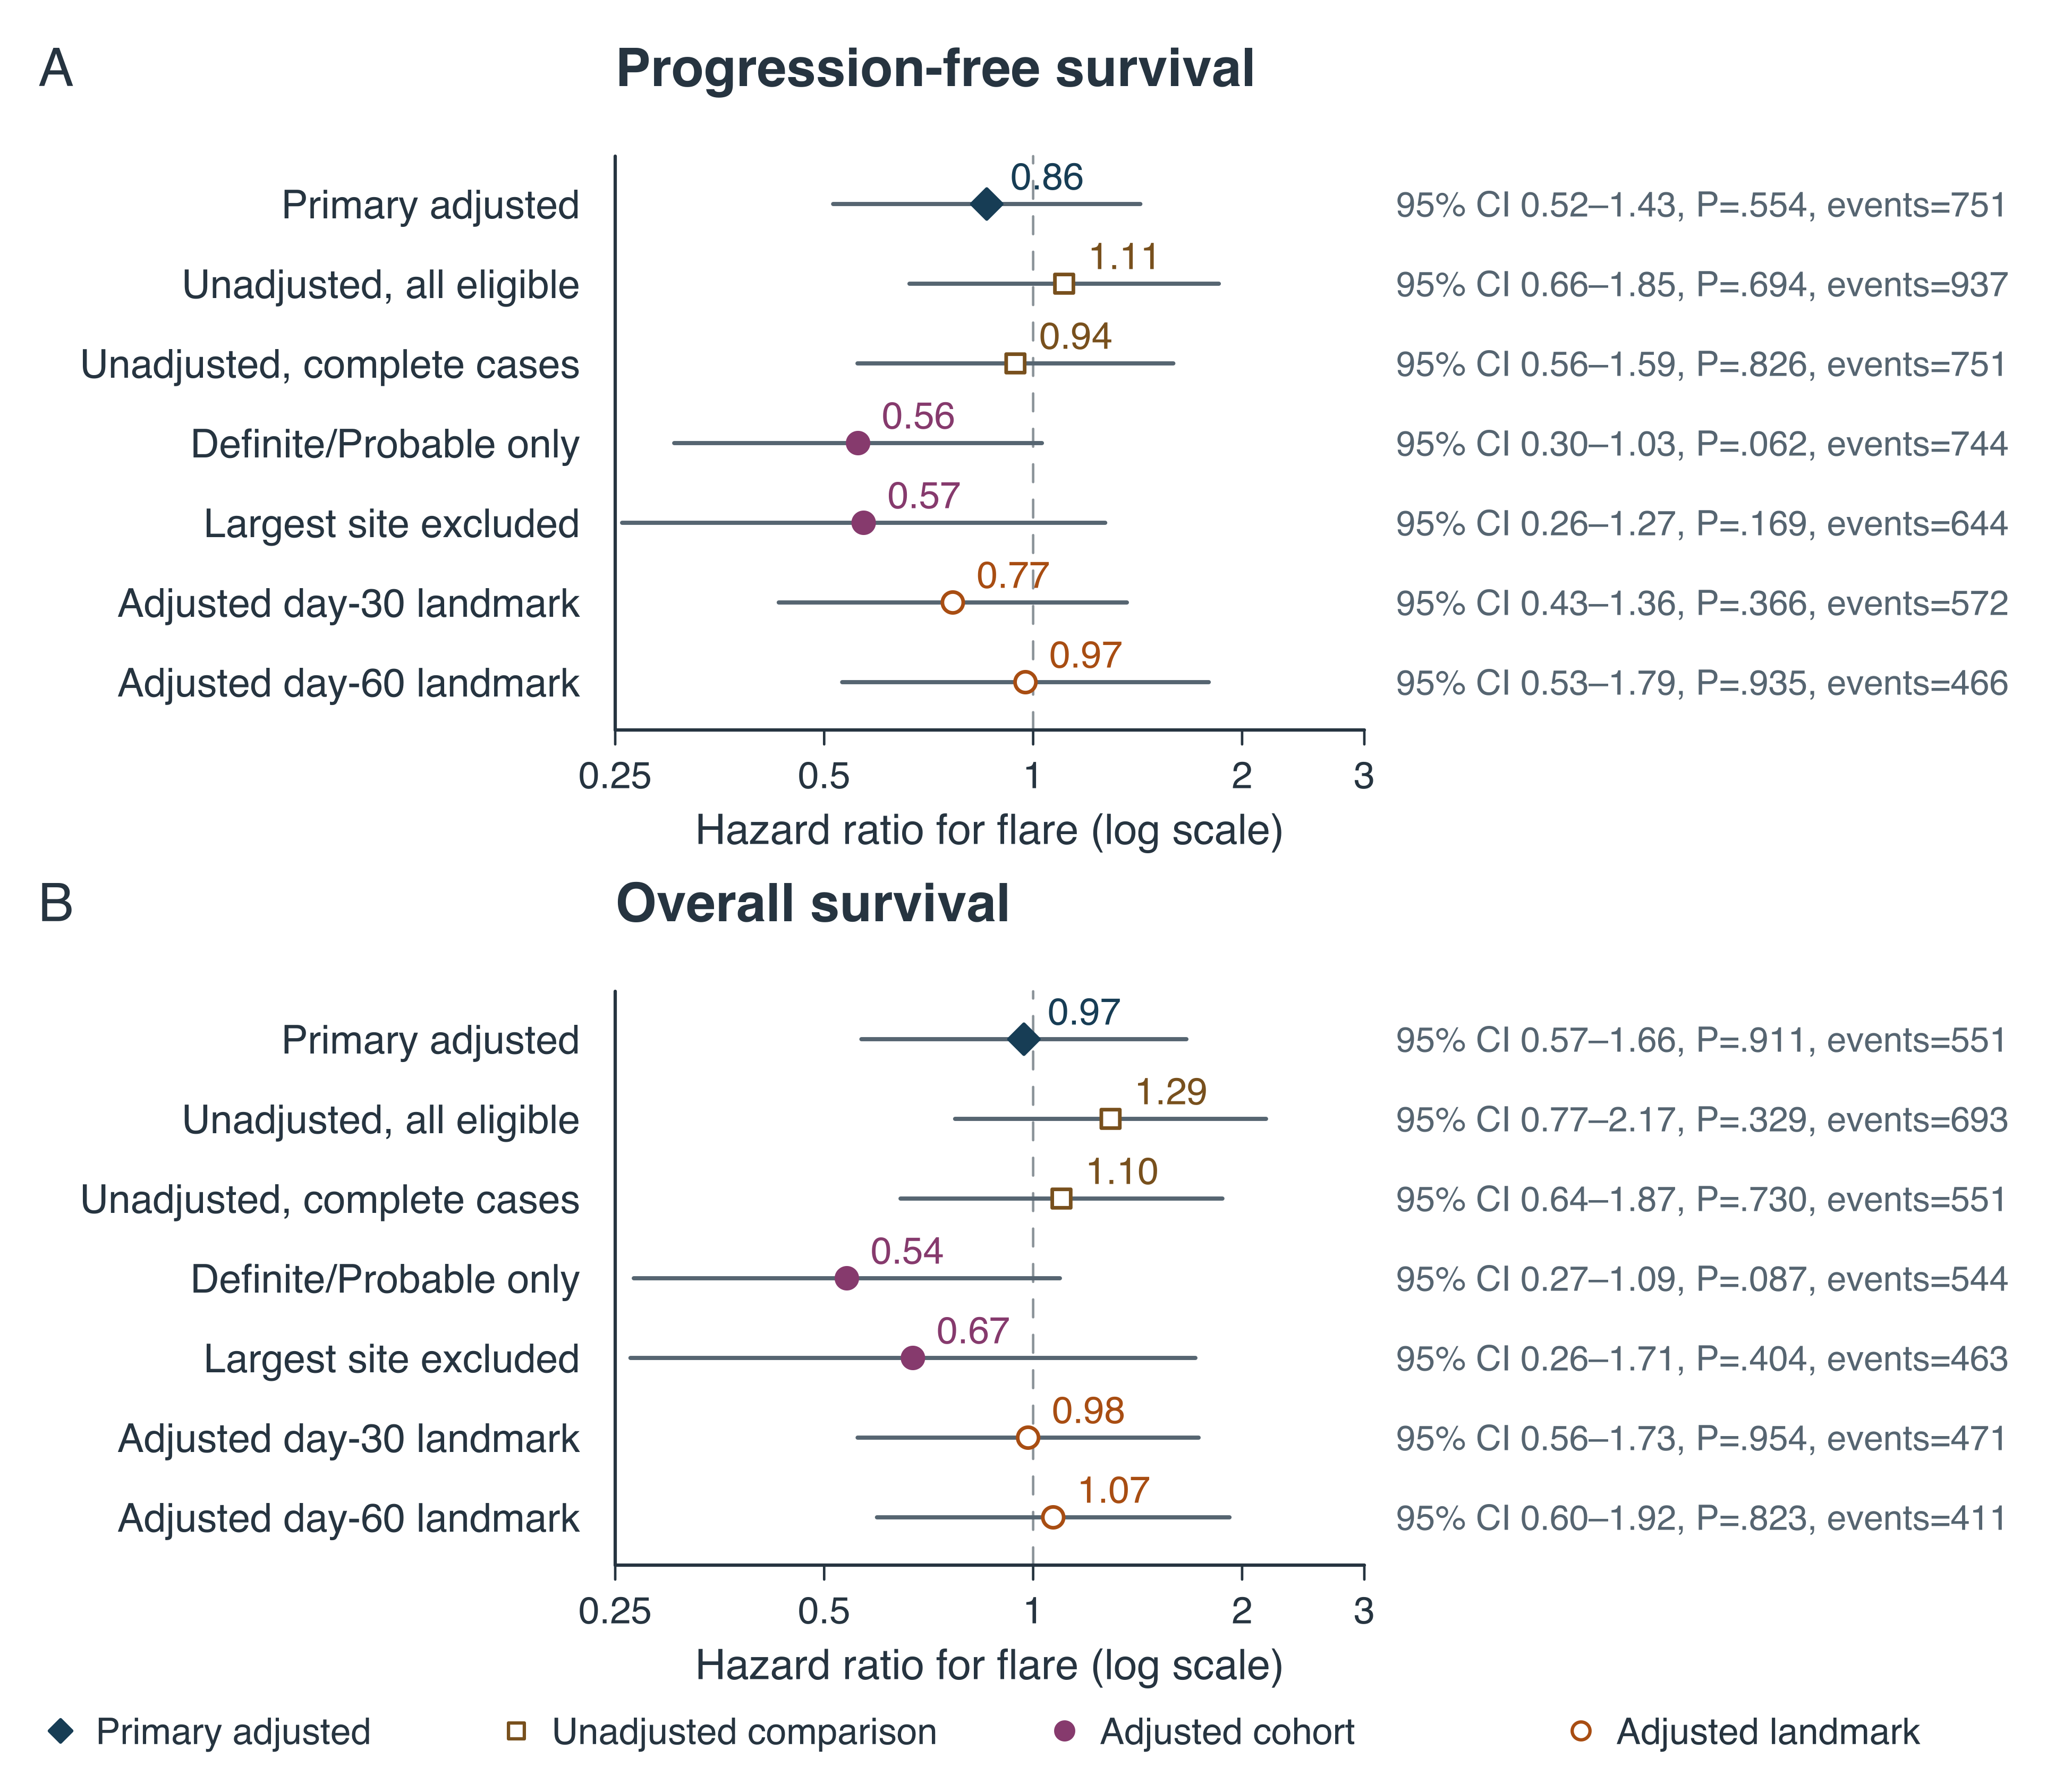 A
Progression-free survival
0.86
Primary adjusted 95% CI 0.52–1.43, P=.554, events=751
1.11
Unadjusted, all eligible 95% CI 0.66–1.85, P=.694, events=937
0.94
Unadjusted, complete cases 95% CI 0.56–1.59, P=.826, events=751
0.56
Definite/Probable only 95% CI 0.30–1.03, P=.062, events=744
0.57
Largest site excluded 95% CI 0.26–1.27, P=.169, events=644
0.77
Adjusted day-30 landmark 95% CI 0.43–1.36, P=.366, events=572
0.97
Adjusted day-60 landmark 95% CI 0.53–1.79, P=.935, events=466
0.25 0.5 1 2 3
Hazard ratio for flare (log scale)
B
Overall survival
0.97
Primary adjusted 95% CI 0.57–1.66, P=.911, events=551
1.29
Unadjusted, all eligible 95% CI 0.77–2.17, P=.329, events=693
1.10
Unadjusted, complete cases 95% CI 0.64–1.87, P=.730, events=551
0.54
Definite/Probable only 95% CI 0.27–1.09, P=.087, events=544
0.67
Largest site excluded 95% CI 0.26–1.71, P=.404, events=463
0.98
Adjusted day-30 landmark 95% CI 0.56–1.73, P=.954, events=471
1.07
Adjusted day-60 landmark 95% CI 0.60–1.92, P=.823, events=411
0.25 0.5 1 2 3
Hazard ratio for flare (log scale)
Primary adjusted Unadjusted comparison Adjusted cohort Adjusted landmark